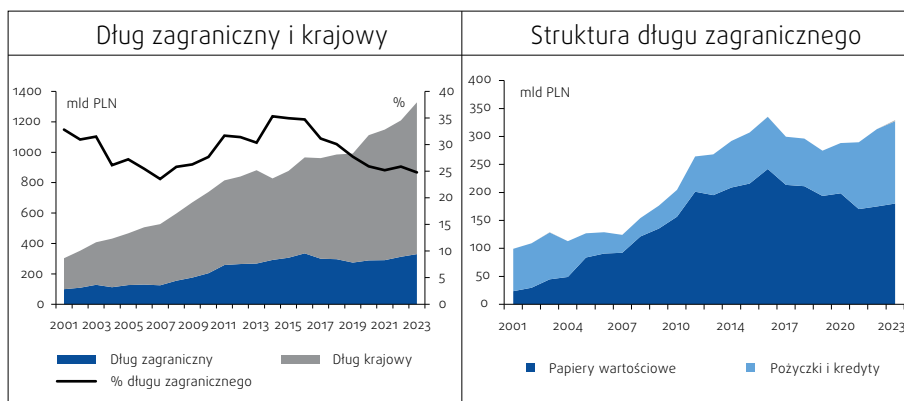 Dług zagraniczny i krajowy
mld PLN
%
1400
1200
1000
800
600
400
200
0
40
35
30
25
20
15
10
5
0
2001 2003 2005 2007 2009 2011 2013 2015 2017 2019 2021 2023
Dług zagraniczny
Dług krajowy
% długu zagranicznego
Struktura długu zagranicznego
mld PLN
400
350
300
250
200
150
100
50
0
2001 2004 2007 2010 2014 2017 2020 2023
Papiery wartościowe
Pożyczki i kredyty